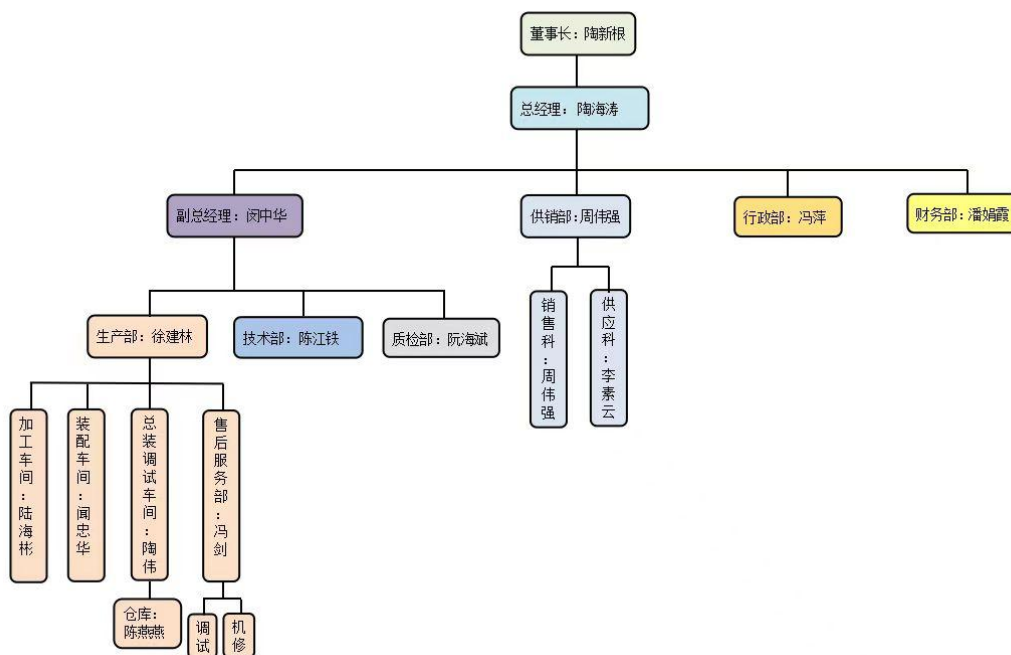 董事长：陶新根
总经理：陶海涛
副总经理：闵中华
供销部：周伟强
行政部：冯萍
财务部：潘娟霞
生产部：徐建林
技术部：陈江铁
质检部：阮海斌
销售科：周伟强
供应科：李素云
加工车间：陆海彬
装配车间：闻忠华
总装调试车间：陶伟
售后服务部：冯剑
仓库：
陈燕燕
调试
机修